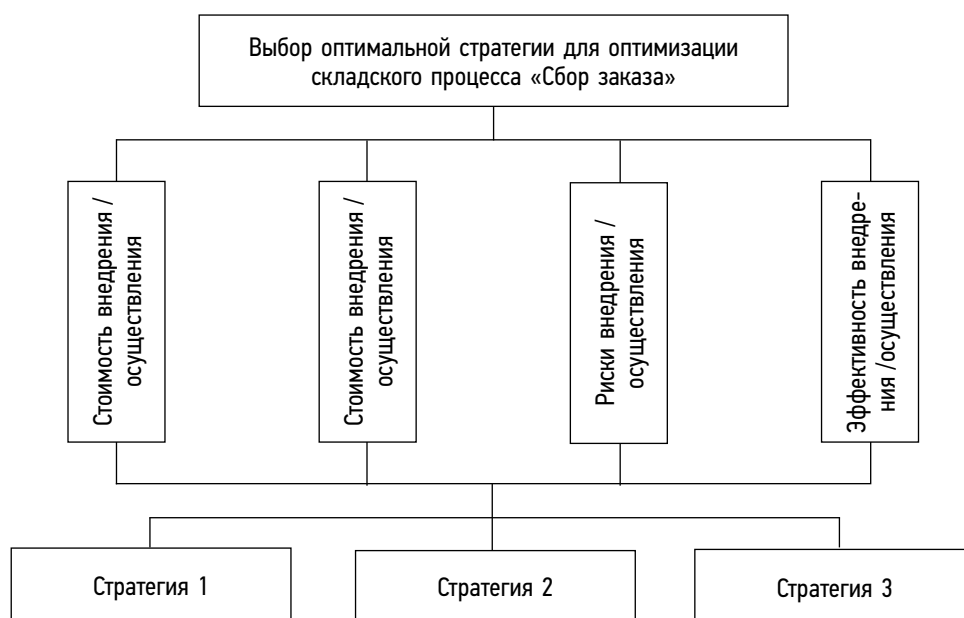 Выбор оптимальной стратегии для оптимизации
складского процесса «Сбор заказа»
Стоимость внедрения /
осуществления
Стоимость внедрения /
осуществления
Риски внедрения /
осуществления
Эффективность внедре-
ния /осуществления
Стратегия 1
Стратегия 2
Стратегия 3